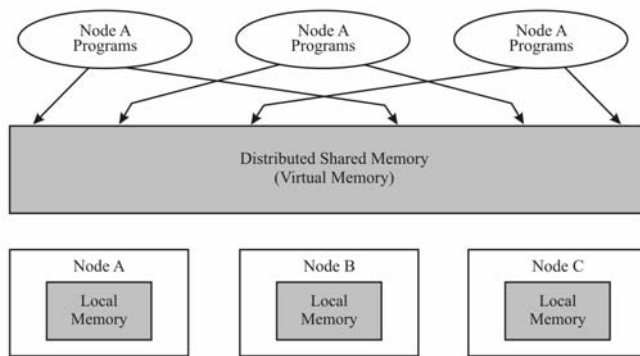 Node A
Programs
Node A
Programs
Node A
Programs
Distributed Shared Memory
(Virtual Memory)
Node A
Local
Memory
Node B
Local
Memory
Node C
Local
Memory